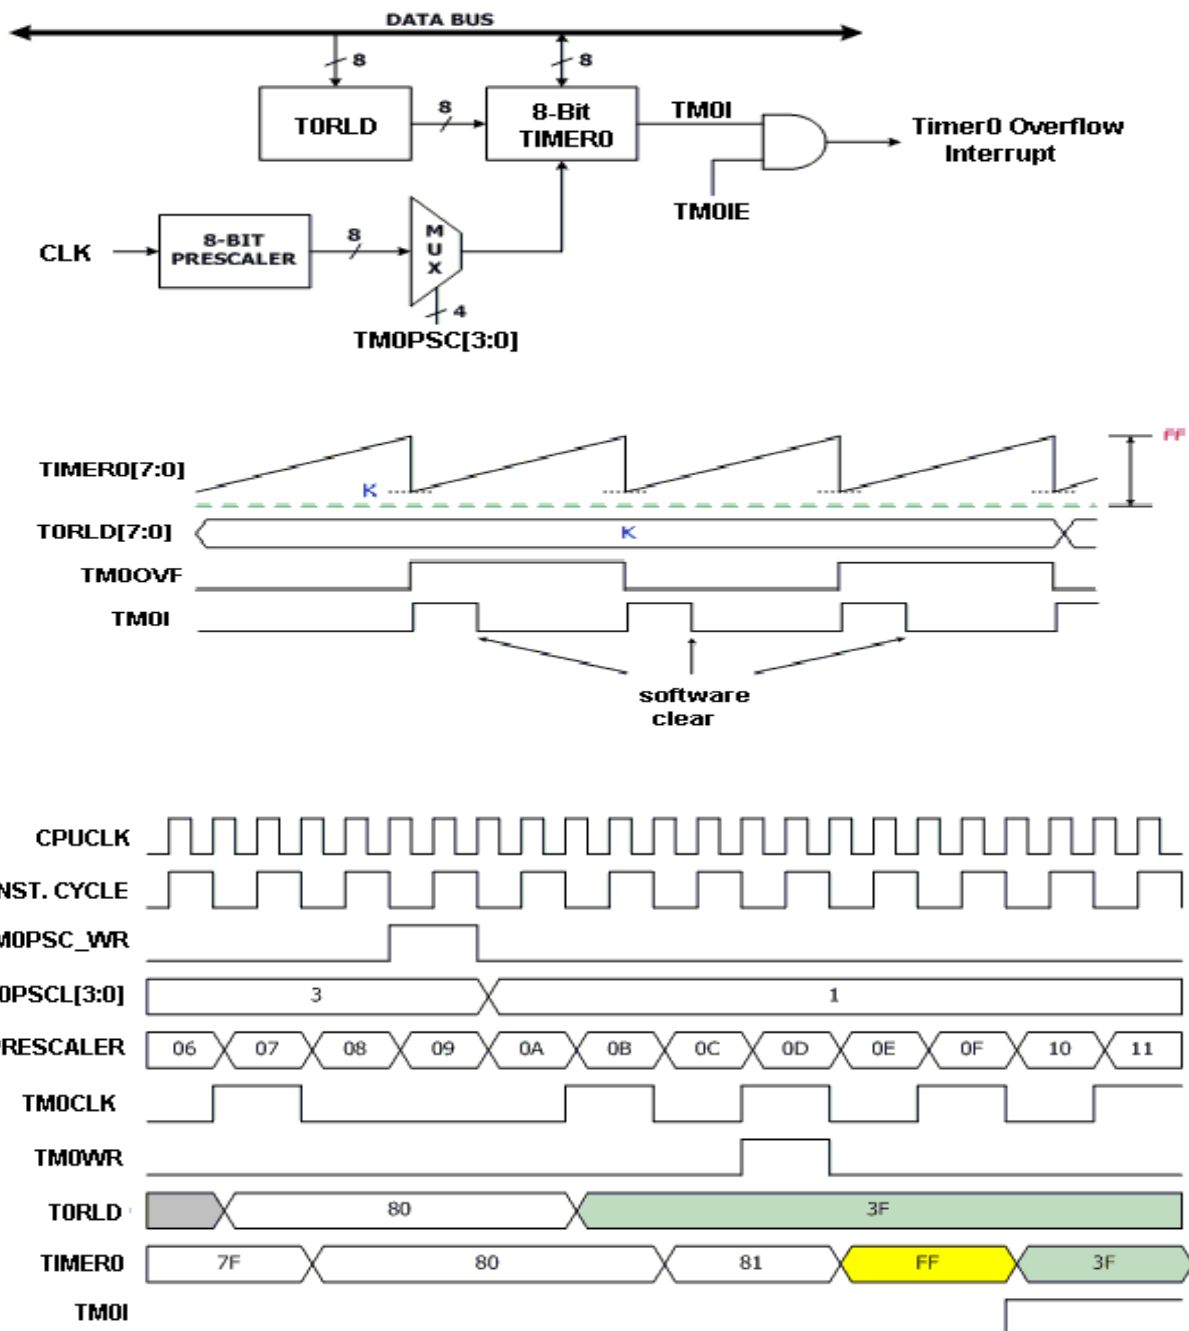 DATA BUS
8
8
T0RLD
8
8-Bit
TIMER0
TM0I
Timer0 Overflow
Interrupt
TM0IE
CLK
8-BIT
PRESCALER
8
M
U
X
4
TM0PSC[3:0]
TIMER0[7:0]
K
FF
T0RLD[7:0]
K
TM0OVF
TM0I
software
clear
CPUCLK
NST. CYCLE
M0PSC_WR
0PSCL[3:0]
3
1
PRESCALER
06 07 08 09 0A 0B 0C 0D 0E 0F 10 11
TM0CLK
TM0WR
T0RLD
80
3F
TIMER0
7F
80
81
FF
3F
TM0I